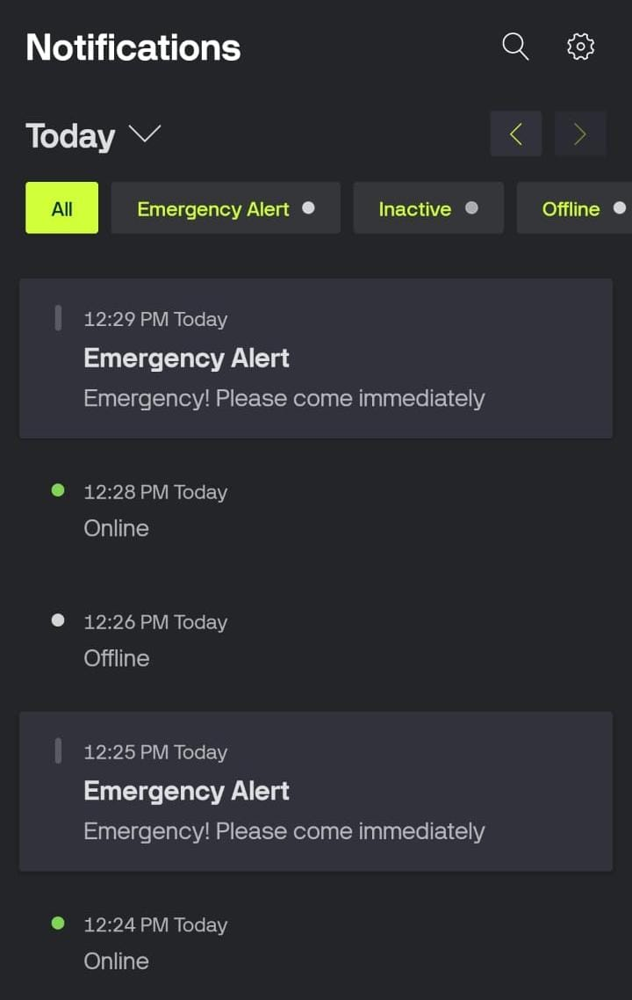 Notifications
Today
All
Emergency Alert
Inactive
Offline
12:29 PM Today
Emergency Alert
Emergency! Please come immediately
12:28 PM Today
Online
12:26 PM Today
Offline
12:25 PM Today
Emergency Alert
Emergency! Please come immediately
12:24 PM Today
Online